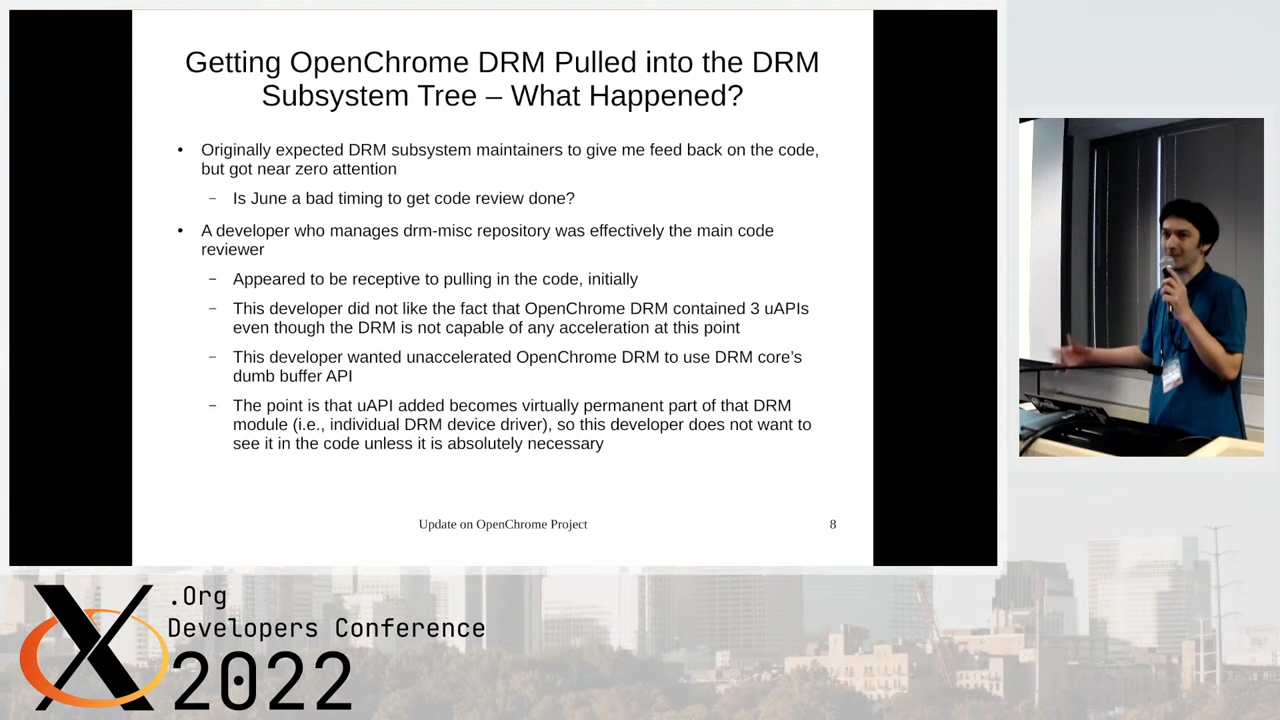 Getting OpenChrome DRM Pulled into the DRM
Subsystem Tree – What Happened?
• Originally expected DRM subsystem maintainers to give me feed back on the code,
but got near zero attention
– Is June a bad timing to get code review done?
• A developer who manages drm-misc repository was effectively the main code
reviewer
– Appeared to be receptive to pulling in the code, initially
– This developer did not like the fact that OpenChrome DRM contained 3 uAPIs
even though the DRM is not capable of any acceleration at this point
– This developer wanted unaccelerated OpenChrome DRM to use DRM core's
dumb buffer API
– The point is that uAPI added becomes virtually permanent part of that DRM
module (i.e., individual DRM device driver), so this developer does not want to
see it in the code unless it is absolutely necessary
Update on OpenChrome Project
8
X.Org
Developers Conference
2022